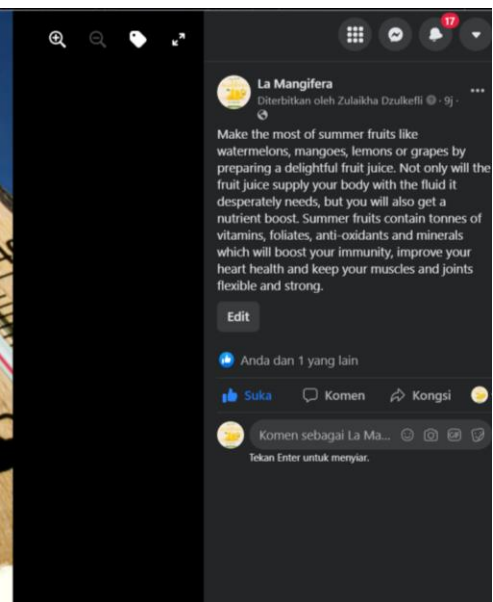 17
La Mangifera
Diterbitkan oleh Zulaikha Dzulkefli · 9j ·
Make the most of summer fruits like
watermelons, mangoes, lemons or grapes by
preparing a delightful fruit juice. Not only will the
fruit juice supply your body with the fluid it
desperately needs, but you will also get a
nutrient boost. Summer fruits contain tonnes of
vitamins, foliates, anti-oxidants and minerals
which will boost your immunity, improve your
heart health and keep your muscles and joints
flexible and strong.
Edit
Anda dan 1 yang lain
Suka Komen Kongsi
Komen sebagai La Ma... GIF
Tekan Enter untuk menyiar.